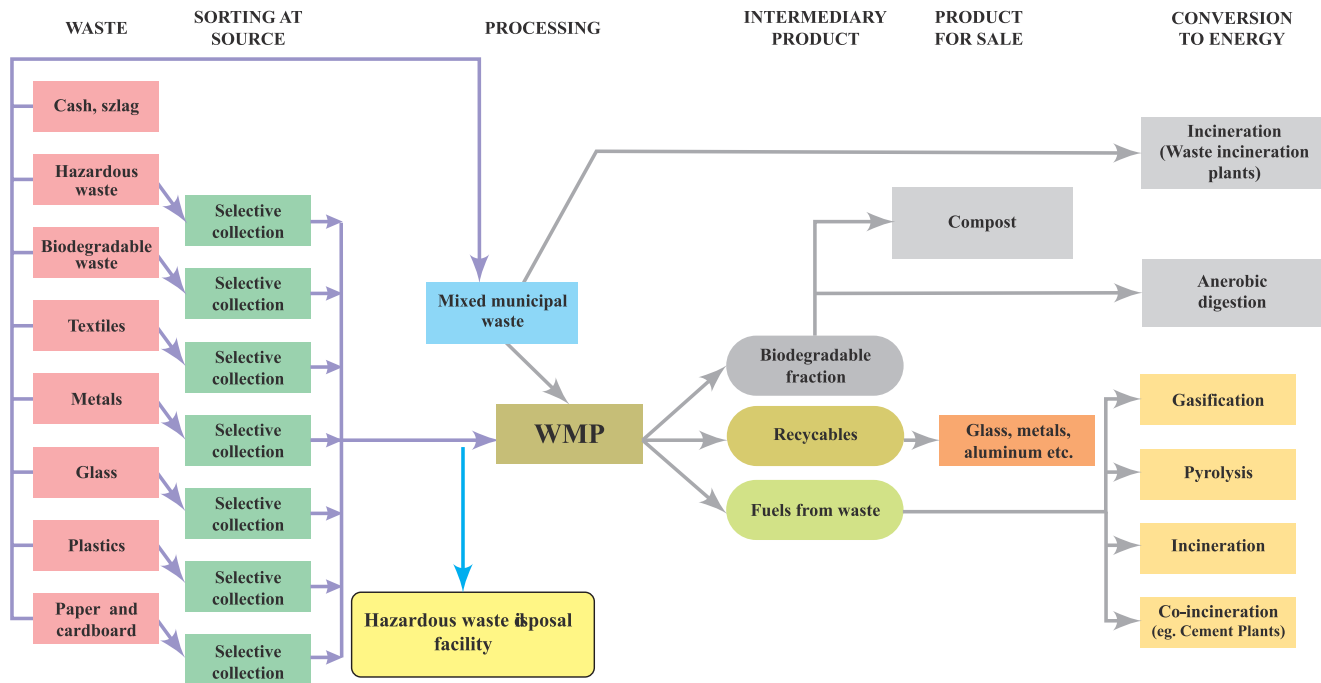 WASTE
SORTING AT
SOURCE
PROCESSING
INTERMEDIARY
PRODUCT
PRODUCT
FOR SALE
CONVERSION
TO ENERGY
Cash, szlag
Hazardous
waste
Biodegradable
waste
Textiles
Metals
Glass
Plastics
Paper and
cardboard
Selective
collection
Selective
collection
Selective
collection
Selective
collection
Selective
collection
Selective
collection
Selective
collection
Mixed municipal
waste
WMP
Hazardous waste disposal
facility
Biodegradable
fraction
Recycables
Fuels from waste
Compost
Glass, metals,
aluminum etc.
Incineration
(Waste incineration
plants)
Anerobic
digestion
Gasification
Pyrolysis
Incineration
Co-incineration
(eg. Cement Plants)